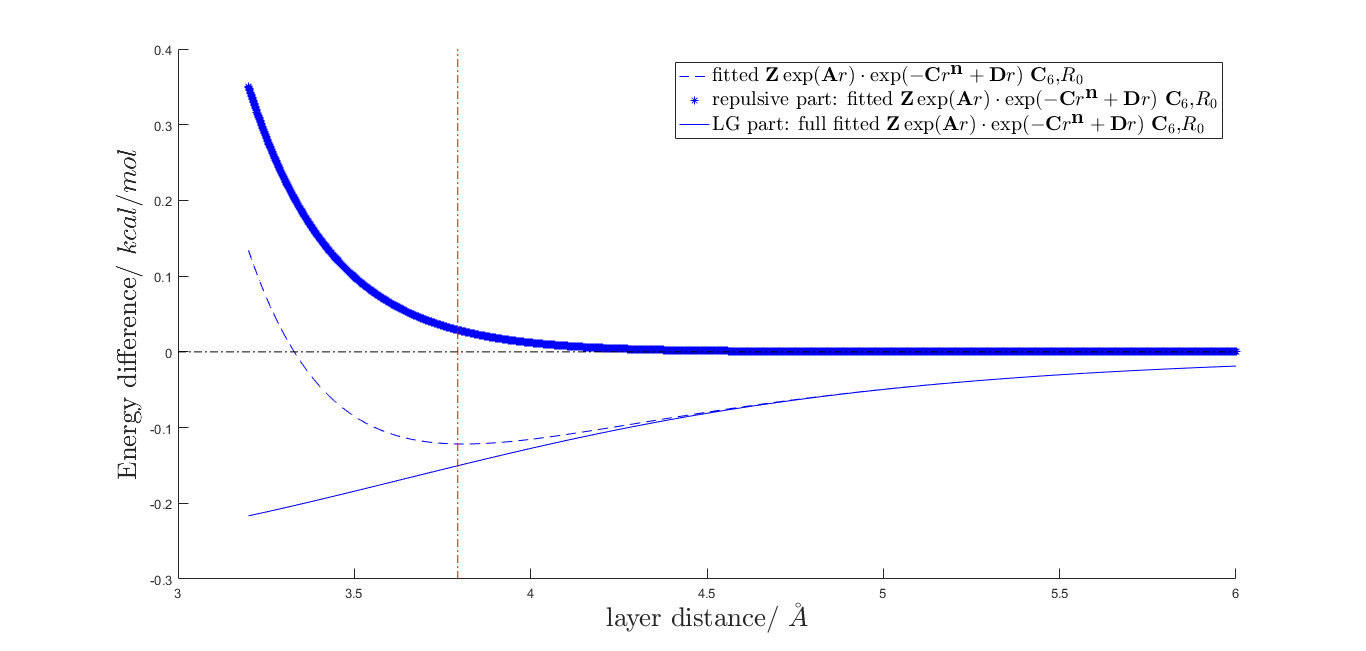 0.4
0.3
0.2
0.1
0
-0.1
-0.2
-0.3
Energy difference/ kcal/mol
fitted Z exp(Ar) · exp(−Crⁿ + Dr) C₆,R₀
repulsive part: fitted Z exp(Ar) · exp(−Crⁿ + Dr) C₆,R₀
LG part: full fitted Z exp(Ar) · exp(−Crⁿ + Dr) C₆,R₀
3 3.5 4 4.5 5 5.5 6
layer distance/ Å